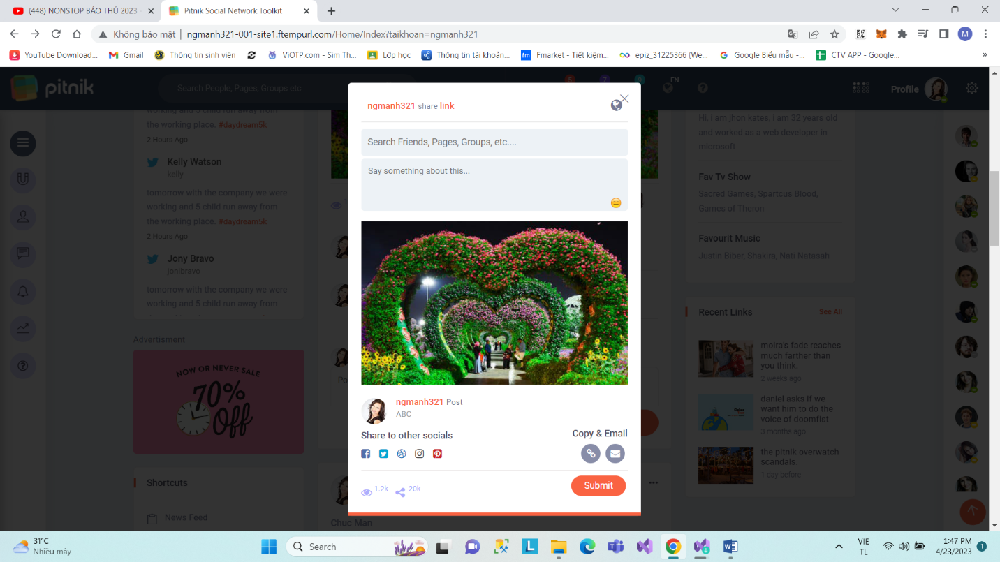 (448) NONSTOP BÁO THỦ 2023
Pitnik Social Network Toolkit
Không bảo mật
ngmanh321-001-site1.ftempurl.com/Home/Index?taikhoan=ngmanh321
M
YouTube Download...
Gmail
Thông tin sinh viên
ViOTP.com - Sim Th...
Lớp học
Thông tin tài khoản...
fm
Fmarket - Tiết kiệm...
epiz_31225366 (We...
Google Biểu mẫu -...
CTV APP - Google...
»
pitnik
Search People, Pages, Groups etc
5
7
EN
Profile
working and 5 child run away from
the working place. #daydream5k
2 Hours Ago
Kelly Watson
kelly
tomorrow with the company we were
working and 5 child run away from
the working place. #daydream5k
2 Hours Ago
Jony Bravo
jonibravo
tomorrow with the company we were
working and 5 child run away from
Advertisment
NOW OR NEVER SALE
70%
OFF
Shortcuts
News Feed
ngmanh321 share link
Search Friends, Pages, Groups, etc....
Say something about this...
ngmanh321 Post
ABC
Share to other socials
Copy & Email
1.2k
20k
Submit
Po
Chuc Man
Hi, i am jhon kates, i am 32 years old
and worked as a web developer in
microsoft
Fav Tv Show
Sacred Games, Spartcus Blood,
Games of Theron
Favourit Music
Justin Biber, Shakira, Nati Natasah
Recent Links
See All
moira's fade reaches
much farther than
you think.
2 weeks ago
daniel asks if we
want him to do the
voice of doomfist
3 months ago
the pitnik overwatch
scandals.
1 day before
31°C
Nhiều mây
Search
L
VIE
TL
1:47 PM
4/23/2023
1